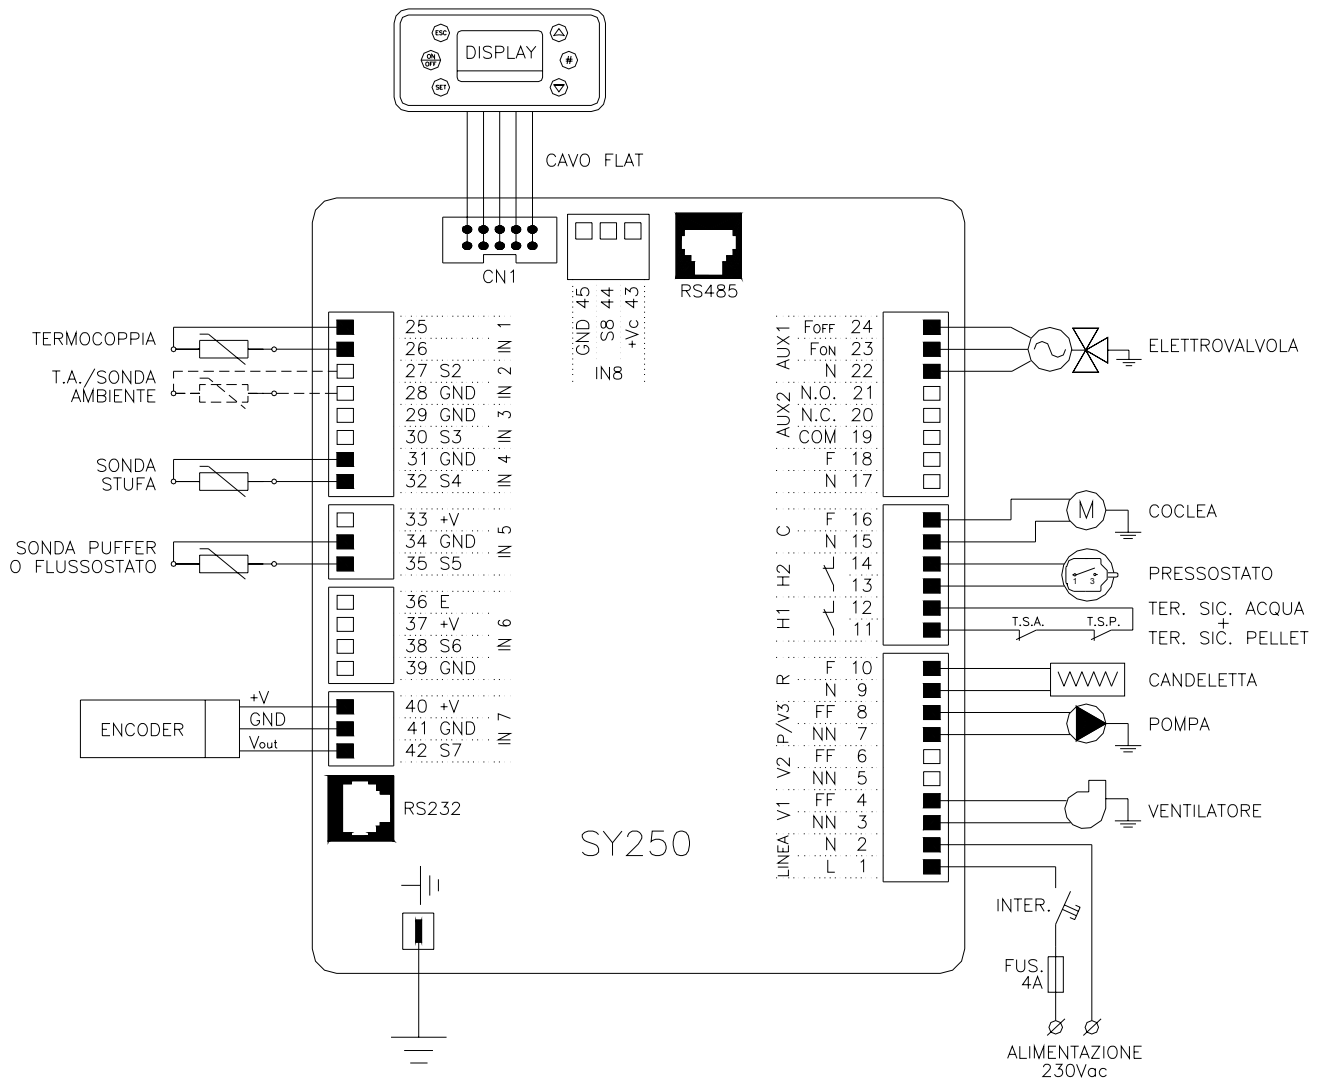 ESC
ON
OFF
SET
DISPLAY
#
CAVO FLAT
CN1
GND 45
S8 44
+Vc 43
IN8
RS485
TERMOCOPPIA
T.A./SONDA
AMBIENTE
SONDA
STUFA
SONDA PUFFER
O FLUSSOSTATO
ENCODER
+V
GND
Vout
25
26
IN 1
27 S2
28 GND
IN 2
29 GND
30 S3
IN 3
31 GND
32 S4
IN 4
33 +V
34 GND
35 S5
IN 5
36 E
37 +V
38 S6
39 GND
IN 6
40 +V
41 GND
42 S7
IN 7
RS232
SY250
AUX1
FOFF 24
FON 23
N 22
AUX2
N.O. 21
N.C. 20
COM 19
F 18
N 17
C
F 16
N 15
H2
14
13
H1
12
11
R
F 10
N 9
P/V3
FF 8
NN 7
V2
FF 6
NN 5
V1
FF 4
NN 3
LINEA
N 2
L 1
ELETTROVALVOLA
M
COCLEA
1 3
PRESSOSTATO
T.S.A.
T.S.P.
TER. SIC. ACQUA
+
TER. SIC. PELLET
CANDELETTA
POMPA
VENTILATORE
INTER.
FUS.
4A
ALIMENTAZIONE
230Vac